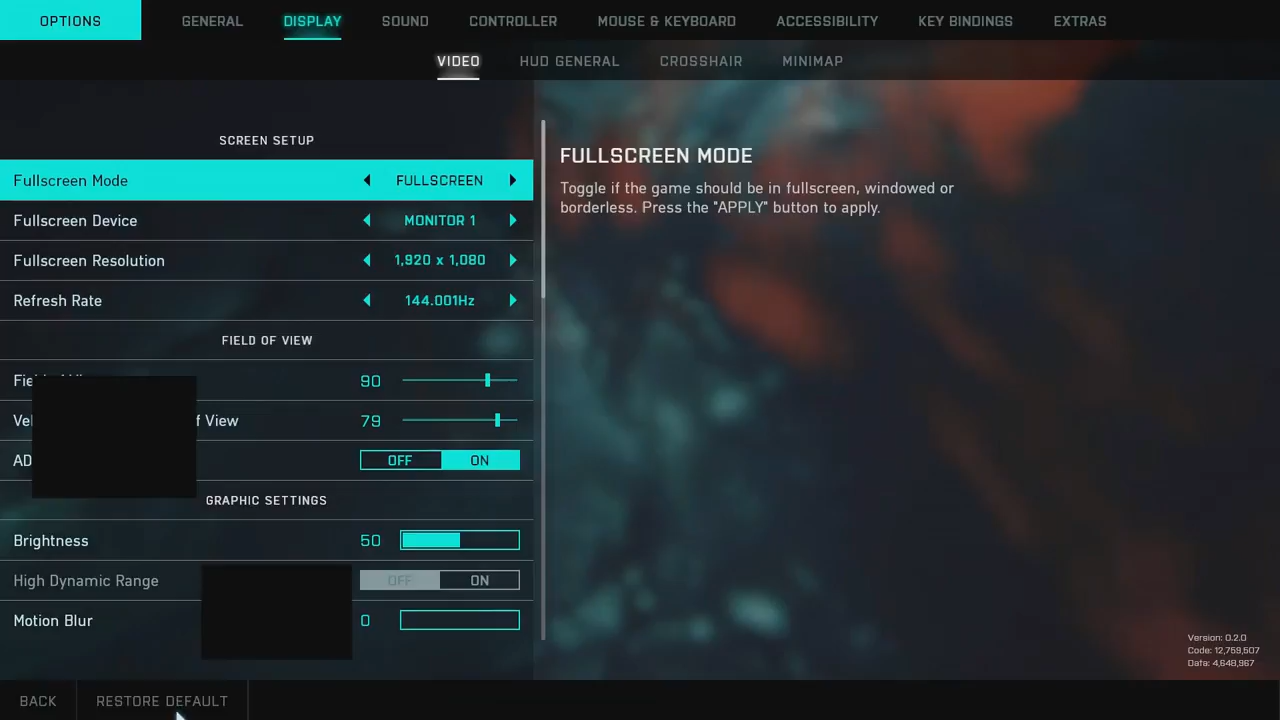 OPTIONS GENERAL DISPLAY SOUND CONTROLLER MOUSE & KEYBOARD ACCESSIBILITY KEY BINDINGS EXTRAS
VIDEO HUD GENERAL CROSSHAIR MINIMAP
SCREEN SETUP
Fullscreen Mode FULLSCREEN
Fullscreen Device MONITOR 1
Fullscreen Resolution 1,920 x 1,080
Refresh Rate 144.001Hz
FIELD OF VIEW
90
f View 79
OFF ON
GRAPHIC SETTINGS
Brightness 50
High Dynamic Range OFF ON
Motion Blur 0
BACK RESTORE DEFAULT
FULLSCREEN MODE
Toggle if the game should be in fullscreen, windowed or
borderless. Press the "APPLY" button to apply.
Version: 0.2.0
Code: 12,759,507
Data: 4,648,967